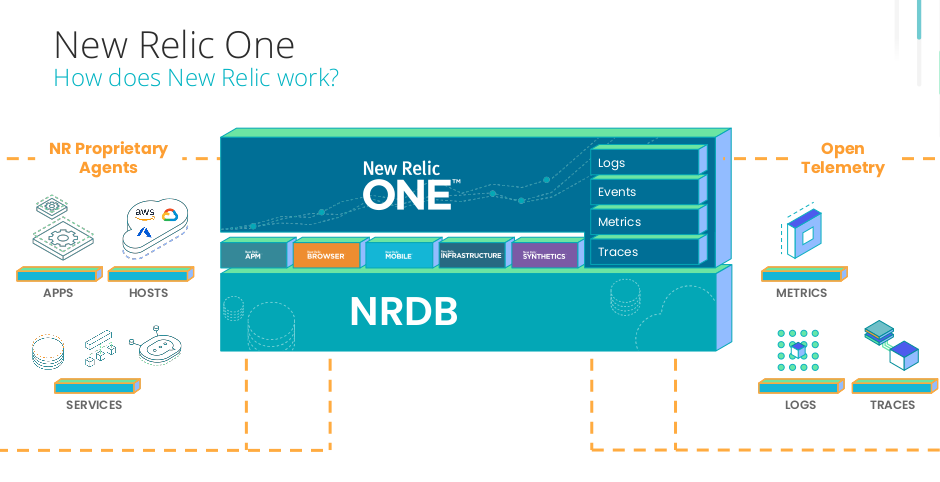 New Relic One
How does New Relic work?
NR Proprietary
Agents
Open
Telemetry
New Relic
ONE™
Logs
Events
Metrics
Traces
APM
BROWSER
MOBILE
INFRASTRUCTURE
SYNTHETICS
NRDB
aws
APPS
HOSTS
SERVICES
METRICS
LOGS
TRACES